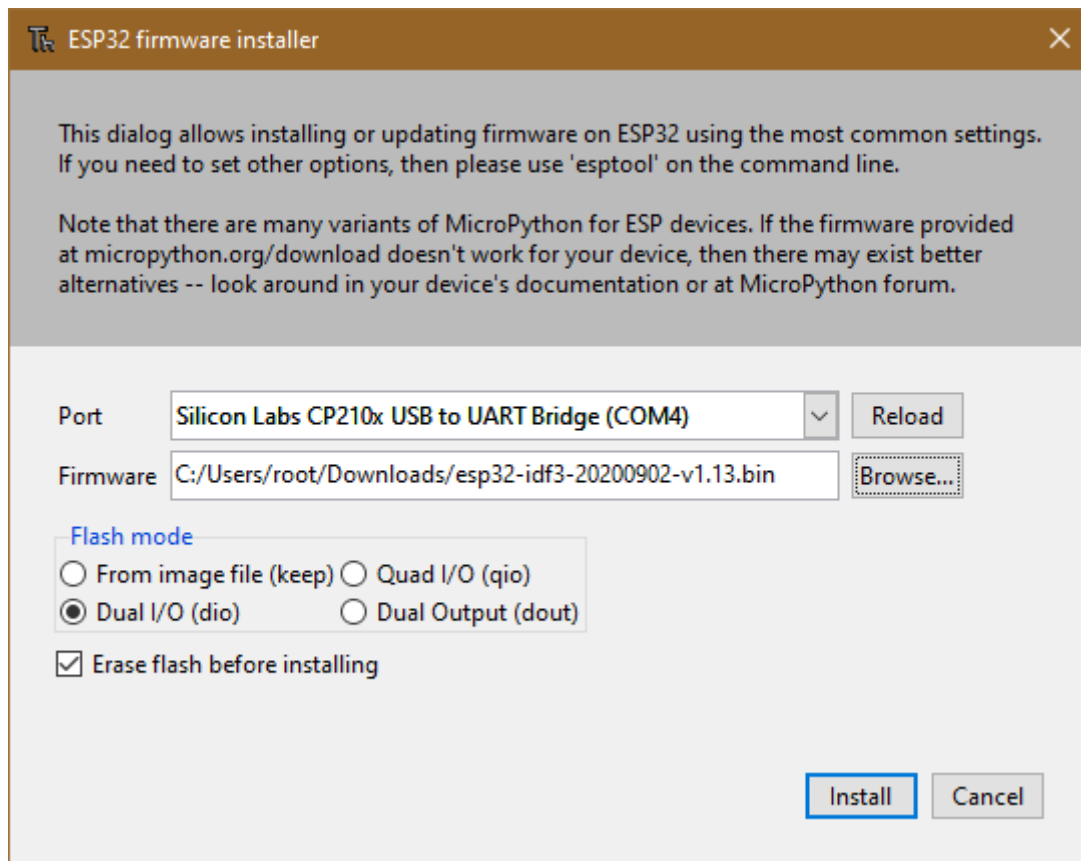 ESP32 firmware installer
This dialog allows installing or updating firmware on ESP32 using the most common settings.
If you need to set other options, then please use 'esptool' on the command line.
Note that there are many variants of MicroPython for ESP devices. If the firmware provided
at micropython.org/download doesn't work for your device, then there may exist better
alternatives -- look around in your device's documentation or at MicroPython forum.
Port Silicon Labs CP210x USB to UART Bridge (COM4) Reload
Firmware C:/Users/root/Downloads/esp32-idf3-20200902-v1.13.bin Browse...
Flash mode
From image file (keep) Quad I/O (qio)
Dual I/O (dio) Dual Output (dout)
Erase flash before installing
Install Cancel